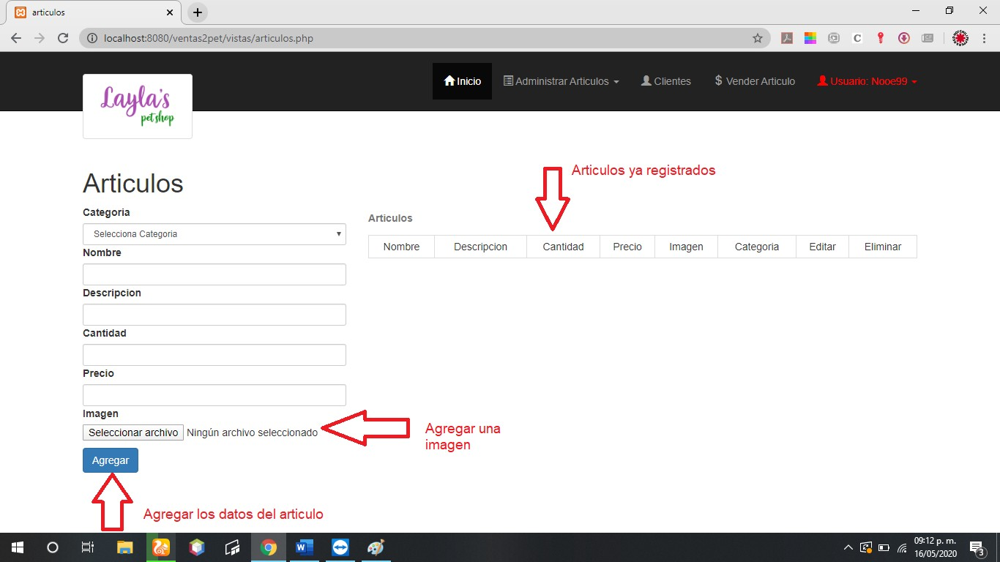 articulos
localhost:8080/ventas2pet/vistas/articulos.php
Layla's
pet shop
Inicio
Administrar Articulos
Clientes
$ Vender Articulo
Usuario: Nooe99
Articulos ya registrados
Articulos
Categoria
Selecciona Categoria
Nombre
Descripcion
Cantidad
Precio
Imagen
Seleccionar archivo Ningún archivo seleccionado
Agregar
Articulos
Nombre Descripcion Cantidad Precio Imagen Categoria Editar Eliminar
Agregar una
imagen
Agregar los datos del articulo
09:12 p. m.
16/05/2020
3